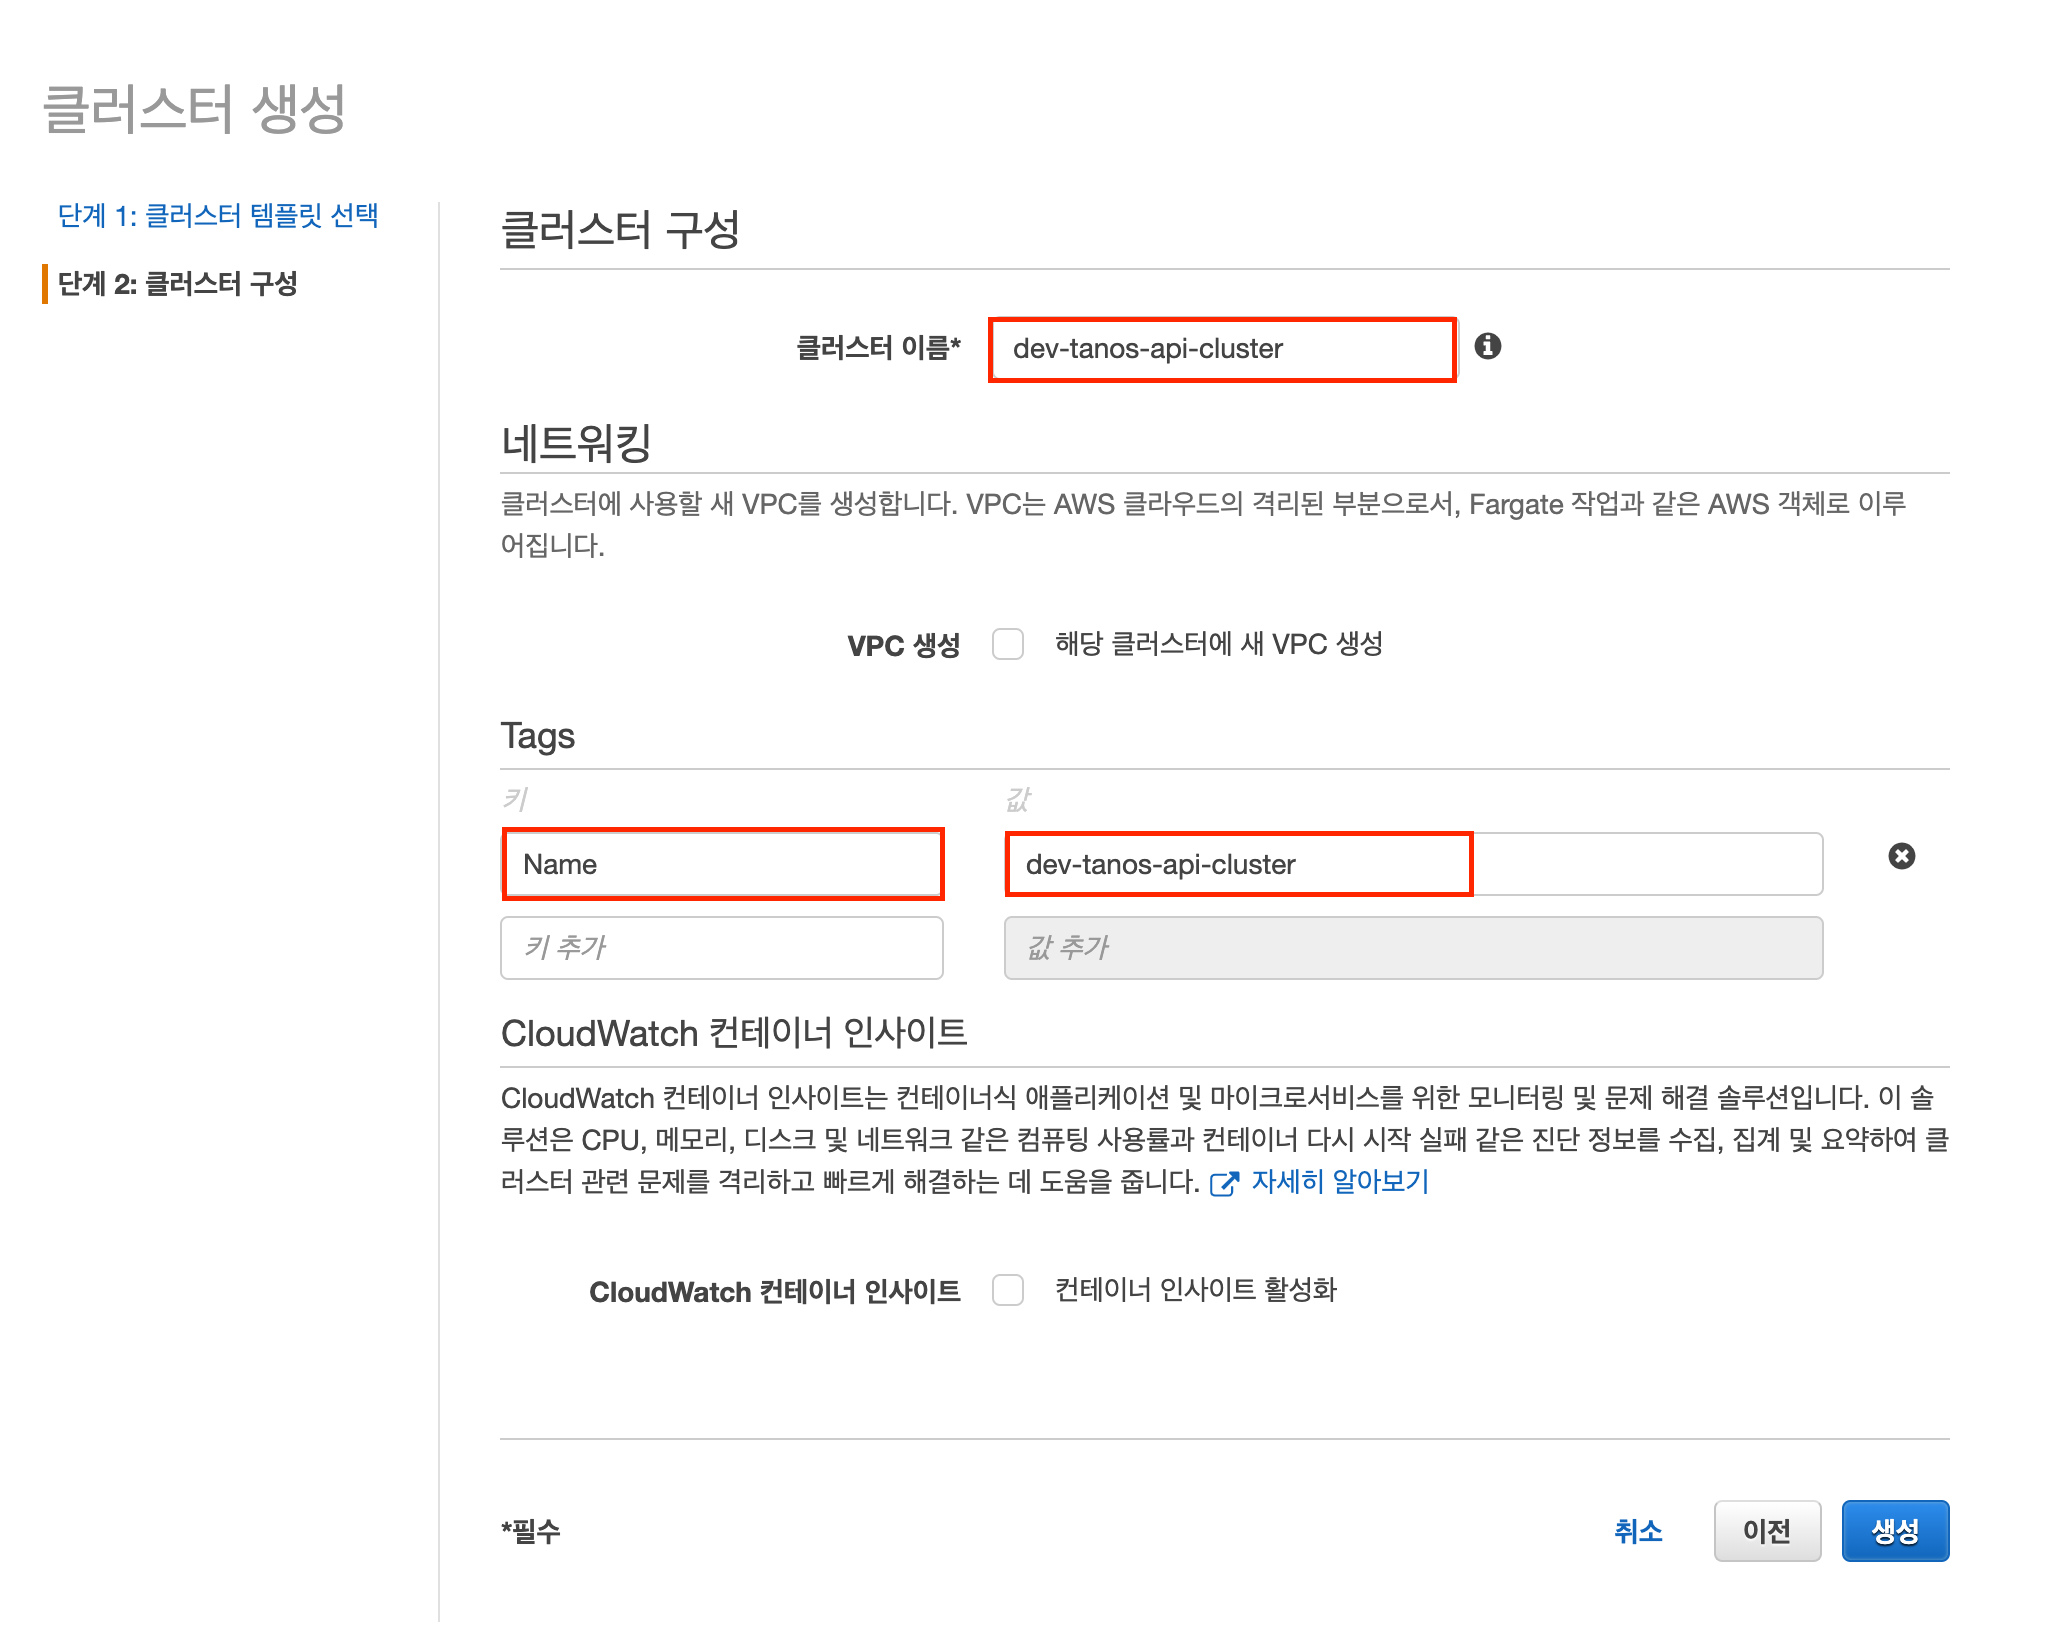 클러스터 생성
단계 1: 클러스터 템플릿 선택
단계 2: 클러스터 구성
클러스터 구성
클러스터 이름* dev-tanos-api-cluster
네트워킹
클러스터에 사용할 새 VPC를 생성합니다. VPC는 AWS 클라우드의 격리된 부분으로서, Fargate 작업과 같은 AWS 객체로 이루
어집니다.
VPC 생성 해당 클러스터에 새 VPC 생성
Tags
키 값
Name dev-tanos-api-cluster
키 추가 값 추가
CloudWatch 컨테이너 인사이트
CloudWatch 컨테이너 인사이트는 컨테이너식 애플리케이션 및 마이크로서비스를 위한 모니터링 및 문제 해결 솔루션입니다. 이 솔
루션은 CPU, 메모리, 디스크 및 네트워크 같은 컴퓨팅 사용률과 컨테이너 다시 시작 실패 같은 진단 정보를 수집, 집계 및 요약하여 클
러스터 관련 문제를 격리하고 빠르게 해결하는 데 도움을 줍니다. 자세히 알아보기
CloudWatch 컨테이너 인사이트 컨테이너 인사이트 활성화
*필수 취소 이전 생성